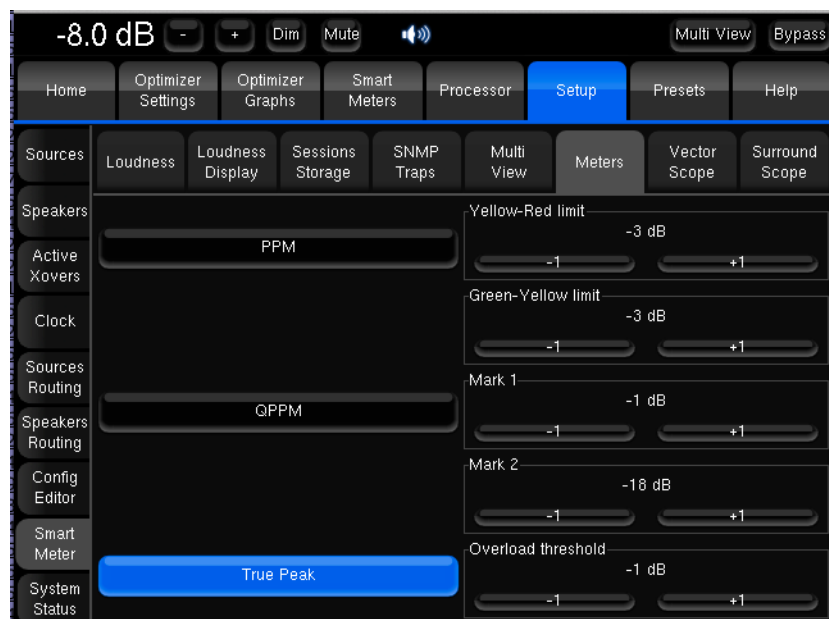 -8.0 dB - + Dim Mute Multi View Bypass
Home Optimizer Settings Optimizer Graphs Smart Meters Processor Setup Presets Help
Sources
Speakers
Active Xovers
Clock
Sources Routing
Speakers Routing
Config Editor
Smart Meter
System Status
Loudness Loudness Display Sessions Storage SNMP Traps Multi View Meters Vector Scope Surround Scope
PPM
QPPM
True Peak
Yellow-Red limit
-3 dB
-1 +1
Green-Yellow limit
-3 dB
-1 +1
Mark 1
-1 dB
-1 +1
Mark 2
-18 dB
-1 +1
Overload threshold
-1 dB
-1 +1